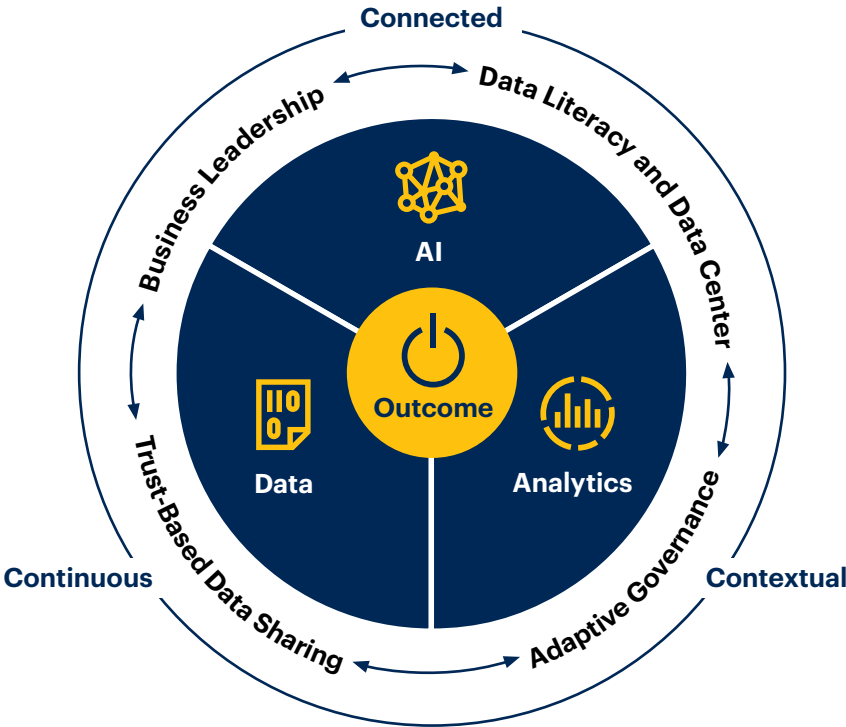 Connected
Business Leadership
Data Literacy and Data Center
AI
Outcome
Data
Analytics
Continuous
Contextual
Trust-Based Data Sharing
Adaptive Governance